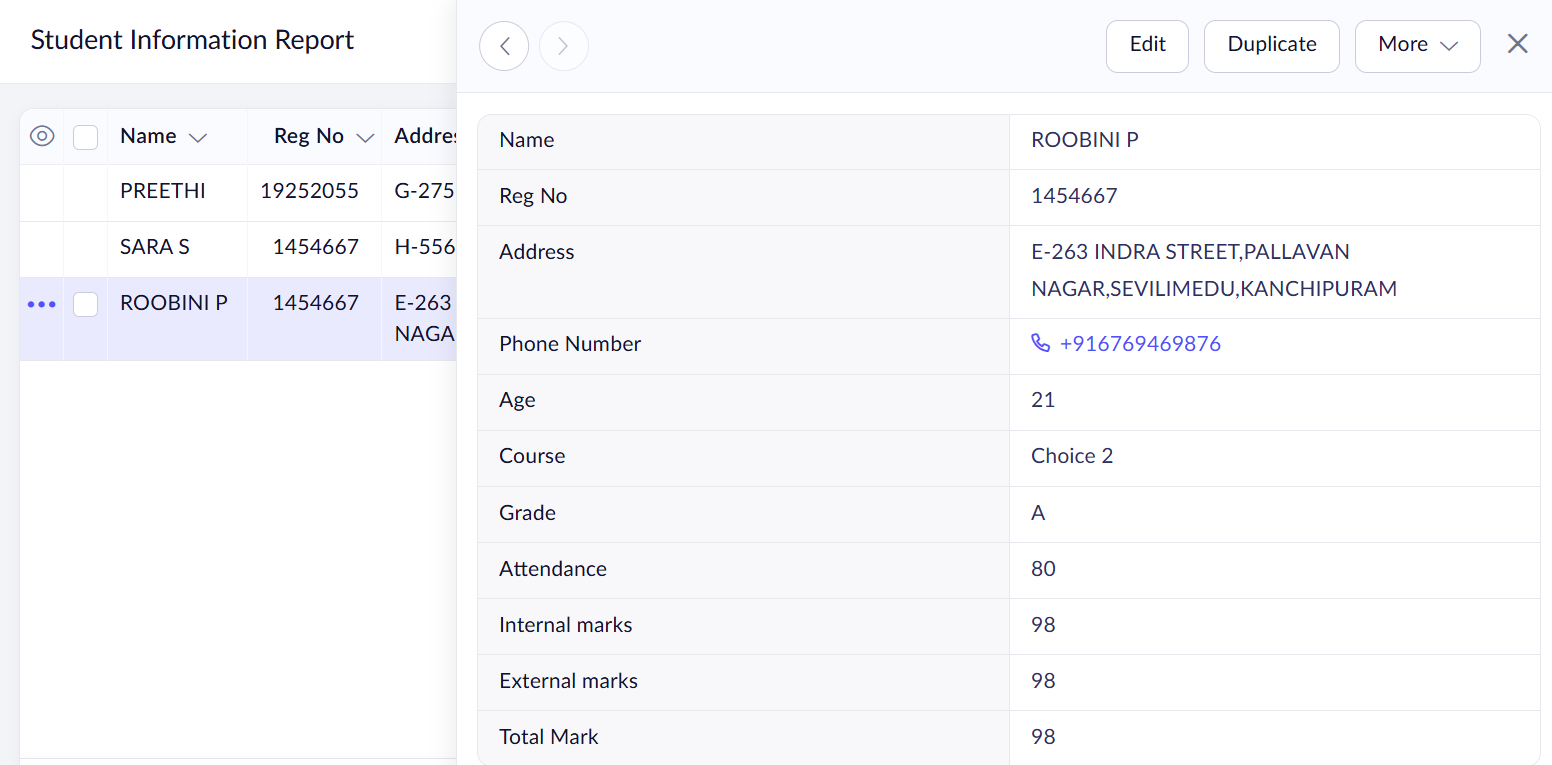 Student Information Report
Edit Duplicate More
Name Reg No
PREETHI 19252055 G-275
SARA S 1454667 H-556
ROOBINI P 1454667 E-263
Name ROOBINI P
Reg No 1454667
Address E-263 INDRA STREET,PALLAVAN
NAGAR,SEVILIMEDU,KANCHIPURAM
Phone Number +916769469876
Age 21
Course Choice 2
Grade A
Attendance 80
Internal marks 98
External marks 98
Total Mark 98